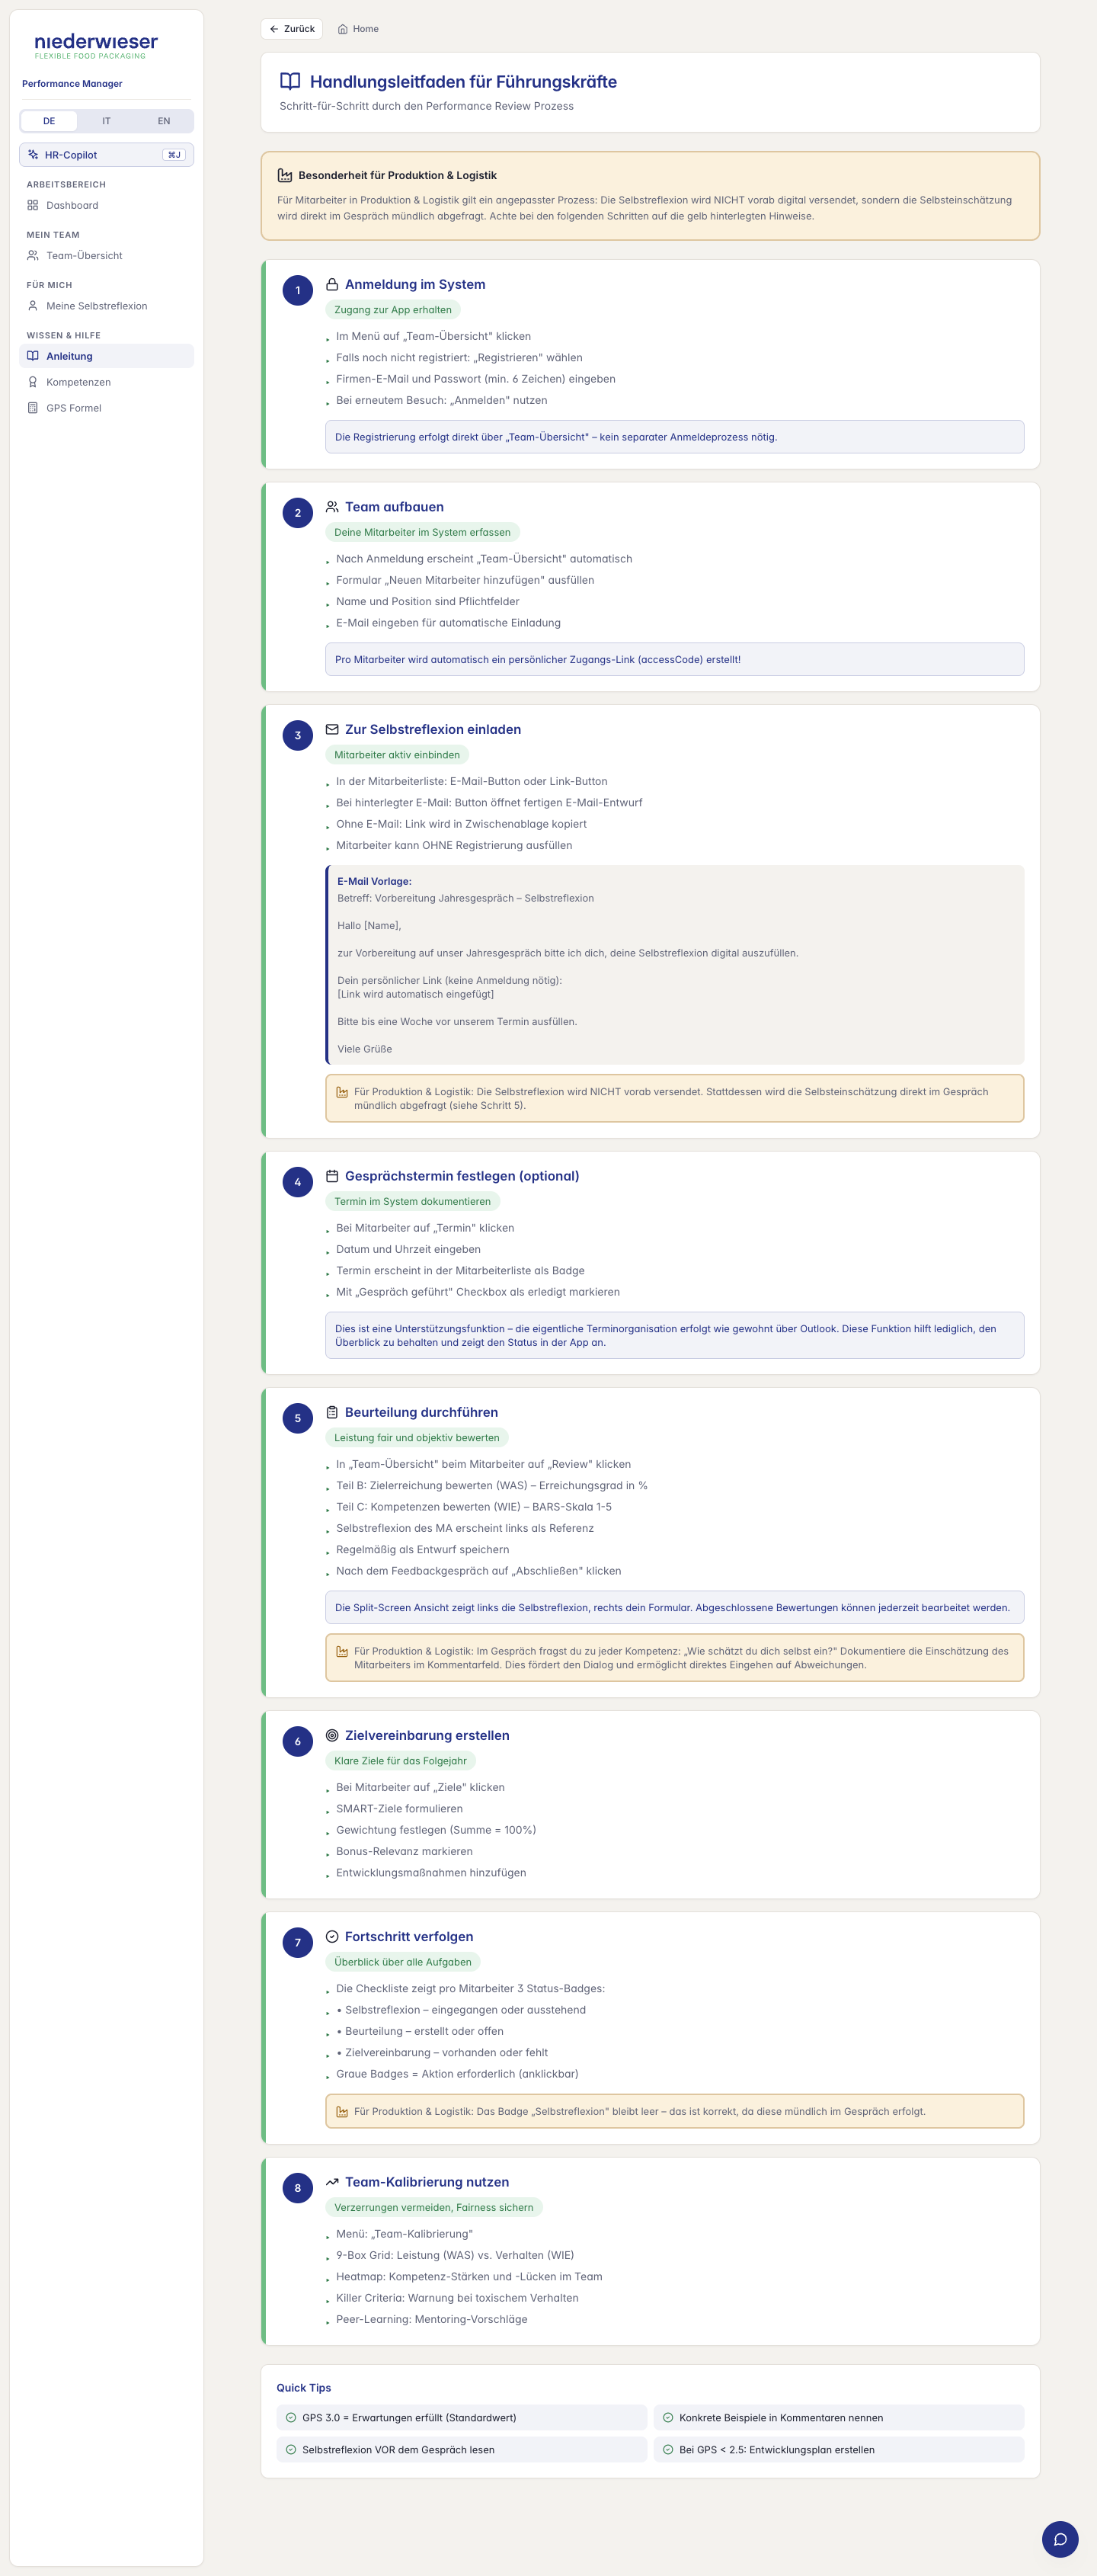 niederwieser
FLEXIBLE FOOD PACKAGING
Performance Manager
DE
IT
EN
HR-Copilot
⌘J
ARBEITSBEREICH
Dashboard
MEIN TEAM
Team-Übersicht
FÜR MICH
Meine Selbstreflexion
WISSEN & HILFE
Anleitung
Kompetenzen
GPS Formel
Zurück
Home
Handlungsleitfaden für Führungskräfte
Schritt-für-Schritt durch den Performance Review Prozess
Besonderheit für Produktion & Logistik
Für Mitarbeiter in Produktion & Logistik gilt ein angepasster Prozess: Die Selbstreflexion wird NICHT vorab digital versendet, sondern die Selbsteinschätzung
wird direkt im Gespräch mündlich abgefragt. Achte bei den folgenden Schritten auf die gelb hinterlegten Hinweise.
1
Anmeldung im System
Zugang zur App erhalten
‣ Im Menü auf „Team-Übersicht" klicken
‣ Falls noch nicht registriert: „Registrieren" wählen
‣ Firmen-E-Mail und Passwort (min. 6 Zeichen) eingeben
‣ Bei erneutem Besuch: „Anmelden" nutzen
Die Registrierung erfolgt direkt über „Team-Übersicht" – kein separater Anmeldeprozess nötig.
2
Team aufbauen
Deine Mitarbeiter im System erfassen
‣ Nach Anmeldung erscheint „Team-Übersicht" automatisch
‣ Formular „Neuen Mitarbeiter hinzufügen" ausfüllen
‣ Name und Position sind Pflichtfelder
‣ E-Mail eingeben für automatische Einladung
Pro Mitarbeiter wird automatisch ein persönlicher Zugangs-Link (accessCode) erstellt!
3
Zur Selbstreflexion einladen
Mitarbeiter aktiv einbinden
‣ In der Mitarbeiterliste: E-Mail-Button oder Link-Button
‣ Bei hinterlegter E-Mail: Button öffnet fertigen E-Mail-Entwurf
‣ Ohne E-Mail: Link wird in Zwischenablage kopiert
‣ Mitarbeiter kann OHNE Registrierung ausfüllen
E-Mail Vorlage:
Betreff: Vorbereitung Jahresgespräch – Selbstreflexion
Hallo [Name],
zur Vorbereitung auf unser Jahresgespräch bitte ich dich, deine Selbstreflexion digital auszufüllen.
Dein persönlicher Link (keine Anmeldung nötig):
[Link wird automatisch eingefügt]
Bitte bis eine Woche vor unserem Termin ausfüllen.
Viele Grüße
Für Produktion & Logistik: Die Selbstreflexion wird NICHT vorab versendet. Stattdessen wird die Selbsteinschätzung direkt im Gespräch
mündlich abgefragt (siehe Schritt 5).
4
Gesprächstermin festlegen (optional)
Termin im System dokumentieren
‣ Bei Mitarbeiter auf „Termin" klicken
‣ Datum und Uhrzeit eingeben
‣ Termin erscheint in der Mitarbeiterliste als Badge
‣ Mit „Gespräch geführt" Checkbox als erledigt markieren
Dies ist eine Unterstützungsfunktion – die eigentliche Terminorganisation erfolgt wie gewohnt über Outlook. Diese Funktion hilft lediglich, den
Überblick zu behalten und zeigt den Status in der App an.
5
Beurteilung durchführen
Leistung fair und objektiv bewerten
‣ In „Team-Übersicht" beim Mitarbeiter auf „Review" klicken
‣ Teil B: Zielerreichung bewerten (WAS) – Erreichungsgrad in %
‣ Teil C: Kompetenzen bewerten (WIE) – BARS-Skala 1-5
‣ Selbstreflexion des MA erscheint links als Referenz
‣ Regelmäßig als Entwurf speichern
‣ Nach dem Feedbackgespräch auf „Abschließen" klicken
Die Split-Screen Ansicht zeigt links die Selbstreflexion, rechts dein Formular. Abgeschlossene Bewertungen können jederzeit bearbeitet werden.
Für Produktion & Logistik: Im Gespräch fragst du zu jeder Kompetenz: „Wie schätzt du dich selbst ein?" Dokumentiere die Einschätzung des
Mitarbeiters im Kommentarfeld. Dies fördert den Dialog und ermöglicht direktes Eingehen auf Abweichungen.
6
Zielvereinbarung erstellen
Klare Ziele für das Folgejahr
‣ Bei Mitarbeiter auf „Ziele" klicken
‣ SMART-Ziele formulieren
‣ Gewichtung festlegen (Summe = 100%)
‣ Bonus-Relevanz markieren
‣ Entwicklungsmaßnahmen hinzufügen
7
Fortschritt verfolgen
Überblick über alle Aufgaben
‣ Die Checkliste zeigt pro Mitarbeiter 3 Status-Badges:
‣ • Selbstreflexion – eingegangen oder ausstehend
‣ • Beurteilung – erstellt oder offen
‣ • Zielvereinbarung – vorhanden oder fehlt
‣ Graue Badges = Aktion erforderlich (anklickbar)
Für Produktion & Logistik: Das Badge „Selbstreflexion" bleibt leer – das ist korrekt, da diese mündlich im Gespräch erfolgt.
8
Team-Kalibrierung nutzen
Verzerrungen vermeiden, Fairness sichern
‣ Menü: „Team-Kalibrierung"
‣ 9-Box Grid: Leistung (WAS) vs. Verhalten (WIE)
‣ Heatmap: Kompetenz-Stärken und -Lücken im Team
‣ Killer Criteria: Warnung bei toxischem Verhalten
‣ Peer-Learning: Mentoring-Vorschläge
Quick Tips
GPS 3.0 = Erwartungen erfüllt (Standardwert)
Konkrete Beispiele in Kommentaren nennen
Selbstreflexion VOR dem Gespräch lesen
Bei GPS < 2.5: Entwicklungsplan erstellen